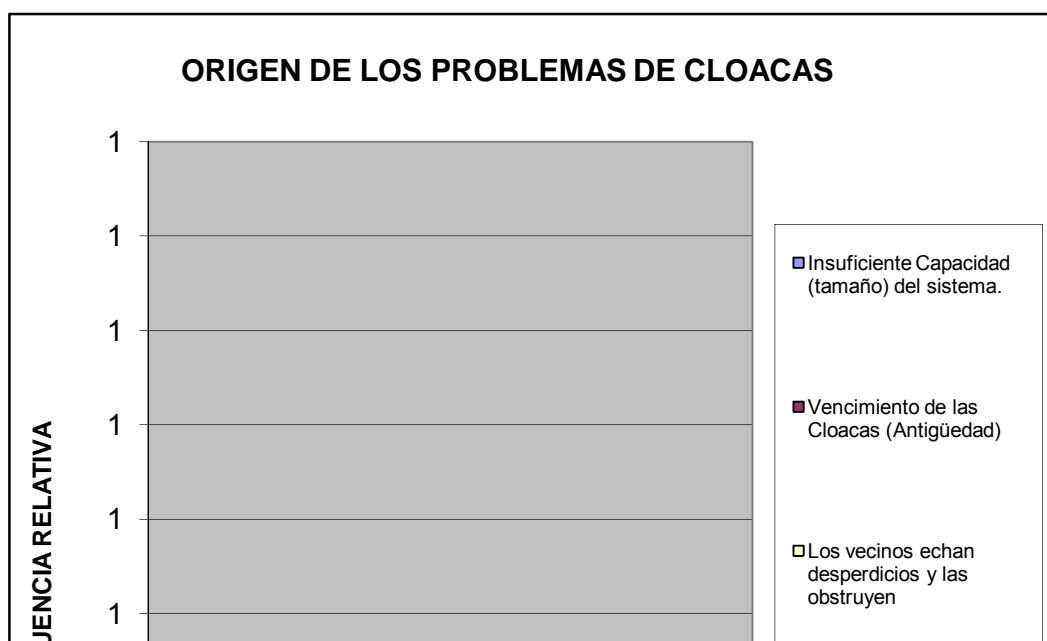 ORIGEN DE LOS PROBLEMAS DE CLOACAS
1
1
1
1
1
1
UENCIA RELATIVA
Insuficiente Capacidad
(tamaño) del sistema.
Vencimiento de las
Cloacas (Antigüedad)
Los vecinos echan
desperdicios y las
obstruyen